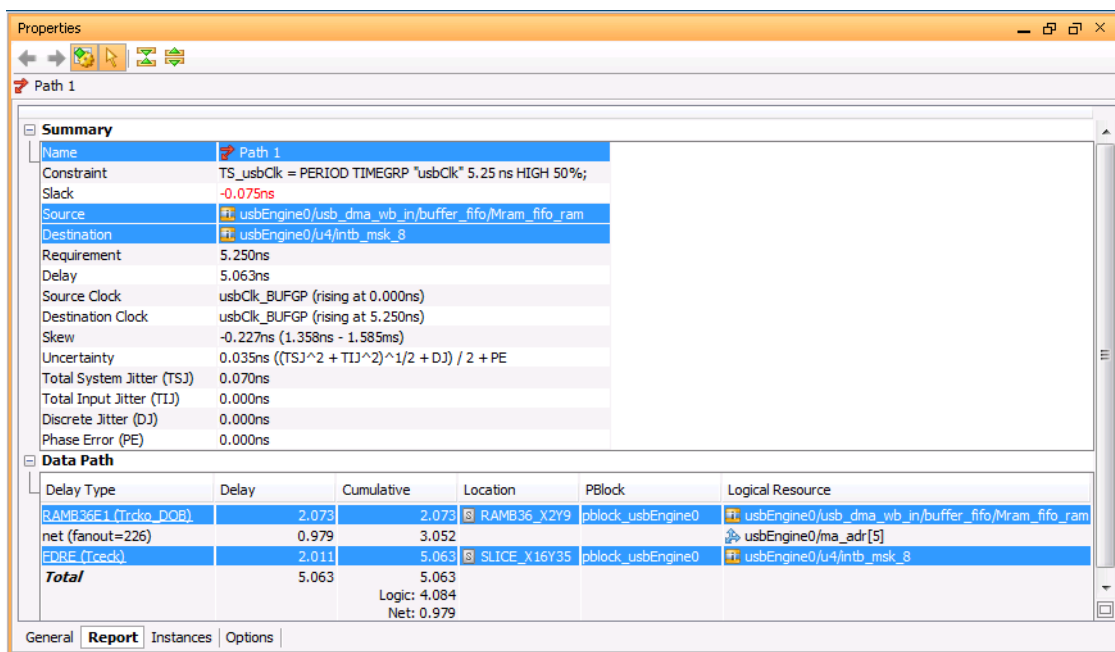 Properties
Path 1
Summary
Name Path 1
Constraint TS_usbClk = PERIOD TIMEGRP "usbClk" 5.25 ns HIGH 50%;
Slack -0.075ns
Source usbEngine0/usb_dma_wb_in/buffer_fifo/Mram_fifo_ram
Destination usbEngine0/u4/intb_msk_8
Requirement 5.250ns
Delay 5.063ns
Source Clock usbClk_BUFGP (rising at 0.000ns)
Destination Clock usbClk_BUFGP (rising at 5.250ns)
Skew -0.227ns (1.358ns - 1.585ms)
Uncertainty 0.035ns ((TSJ^2 + TIJ^2)^1/2 + DJ) / 2 + PE
Total System Jitter (TSJ) 0.070ns
Total Input Jitter (TIJ) 0.000ns
Discrete Jitter (DJ) 0.000ns
Phase Error (PE) 0.000ns
Data Path
Delay Type Delay Cumulative Location PBlock Logical Resource
RAMB36E1 (Trcko_DOB) 2.073 2.073 S RAMB36_X2Y9 pblock_usbEngine0 usbEngine0/usb_dma_wb_in/buffer_fifo/Mram_fifo_ram
net (fanout=226) 0.979 3.052 usbEngine0/ma_adr[5]
FDRE (Tceck) 2.011 5.063 S SLICE_X16Y35 pblock_usbEngine0 usbEngine0/u4/intb_msk_8
Total 5.063 5.063
Logic: 4.084
Net: 0.979
General Report Instances Options